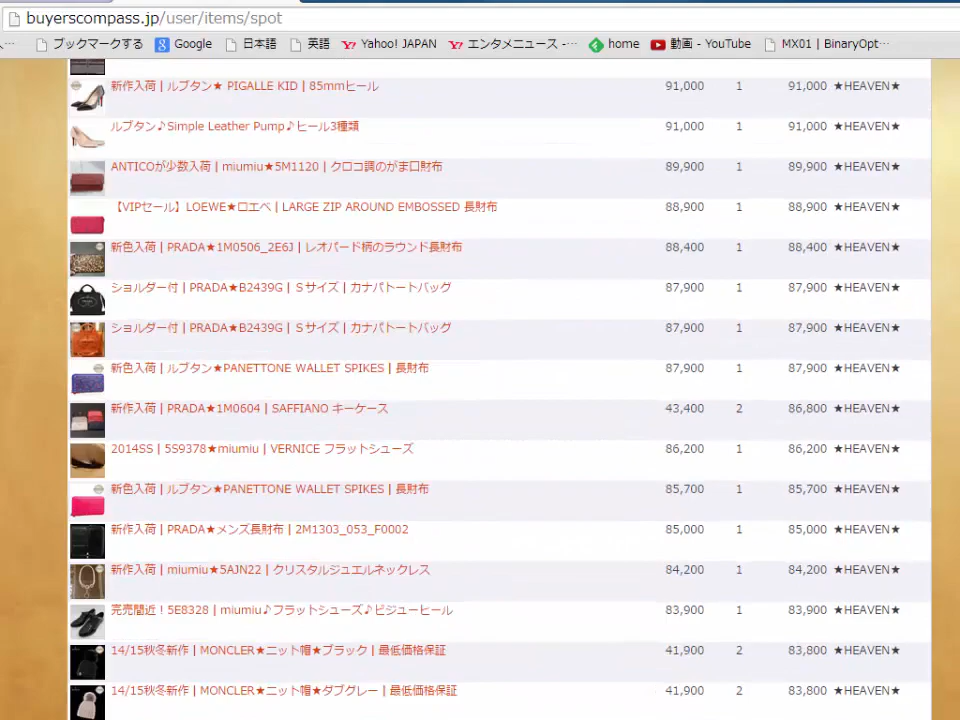 buyerscompass.jp/user/items/spot
ブックマークする Google 日本語 英語 Yahoo! JAPAN エンタメニュース -… home 動画 - YouTube MX01 | BinaryOpt…
新作入荷 | ルブタン★ PIGALLE KID | 85mmヒール 91,000 1 91,000 ★HEAVEN★
ルブタン♪Simple Leather Pump♪ヒール3種類 91,000 1 91,000 ★HEAVEN★
ANTICOが少数入荷 | miumiu★5M1120 | クロコ調のがま口財布 89,900 1 89,900 ★HEAVEN★
【VIPセール】LOEWE★ロエベ | LARGE ZIP AROUND EMBOSSED 長財布 88,900 1 88,900 ★HEAVEN★
新色入荷 | PRADA★1M0506_2E6J | レオパード柄のラウンド長財布 88,400 1 88,400 ★HEAVEN★
ショルダー付 | PRADA★B2439G | Ｓサイズ | カナパトートバッグ 87,900 1 87,900 ★HEAVEN★
ショルダー付 | PRADA★B2439G | Ｓサイズ | カナパトートバッグ 87,900 1 87,900 ★HEAVEN★
新色入荷 | ルブタン★PANETTONE WALLET SPIKES | 長財布 87,900 1 87,900 ★HEAVEN★
新作入荷 | PRADA★1M0604 | SAFFIANO キーケース 43,400 2 86,800 ★HEAVEN★
2014SS | 5S9378★miumiu | VERNICE フラットシューズ 86,200 1 86,200 ★HEAVEN★
新色入荷 | ルブタン★PANETTONE WALLET SPIKES | 長財布 85,700 1 85,700 ★HEAVEN★
新作入荷 | PRADA★メンズ長財布 | 2M1303_053_F0002 85,000 1 85,000 ★HEAVEN★
新作入荷 | miumiu★5AJN22 | クリスタルジュエルネックレス 84,200 1 84,200 ★HEAVEN★
完売間近！5E8328 | miumiu♪フラットシューズ♪ビジューヒール 83,900 1 83,900 ★HEAVEN★
14/15秋冬新作 | MONCLER★ニット帽★ブラック | 最低価格保証 41,900 2 83,800 ★HEAVEN★
14/15秋冬新作 | MONCLER★ニット帽★ダブグレー | 最低価格保証 41,900 2 83,800 ★HEAVEN★